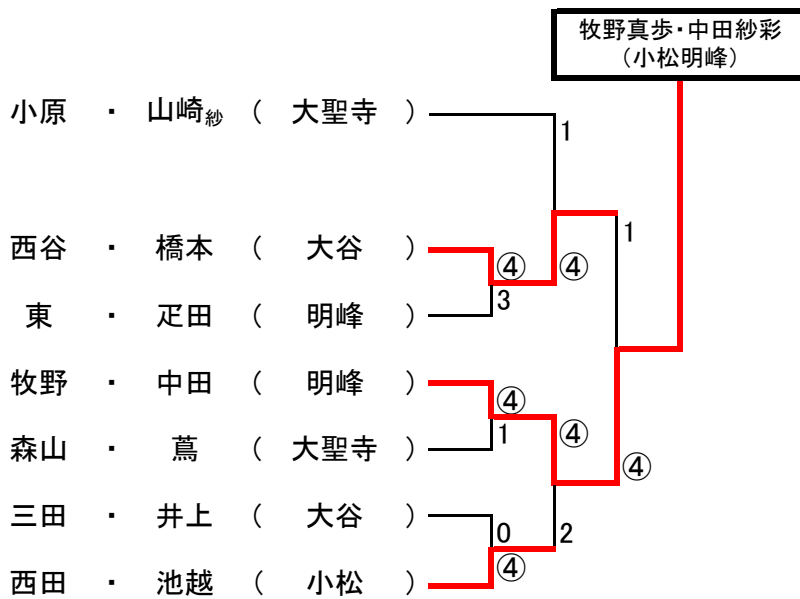 牧野真歩・中田紗彩
（小松明峰）
小原 ・ 山崎紗 （ 大聖寺 ）
1
西谷 ・ 橋本 （ 大谷 ）
1
④
④
3
東 ・ 疋田 （ 明峰 ）
牧野 ・ 中田 （ 明峰 ）
④
④
1
森山 ・ 蔦 （ 大聖寺 ）
④
三田 ・ 井上 （ 大谷 ）
0
2
④
西田 ・ 池越 （ 小松 ）